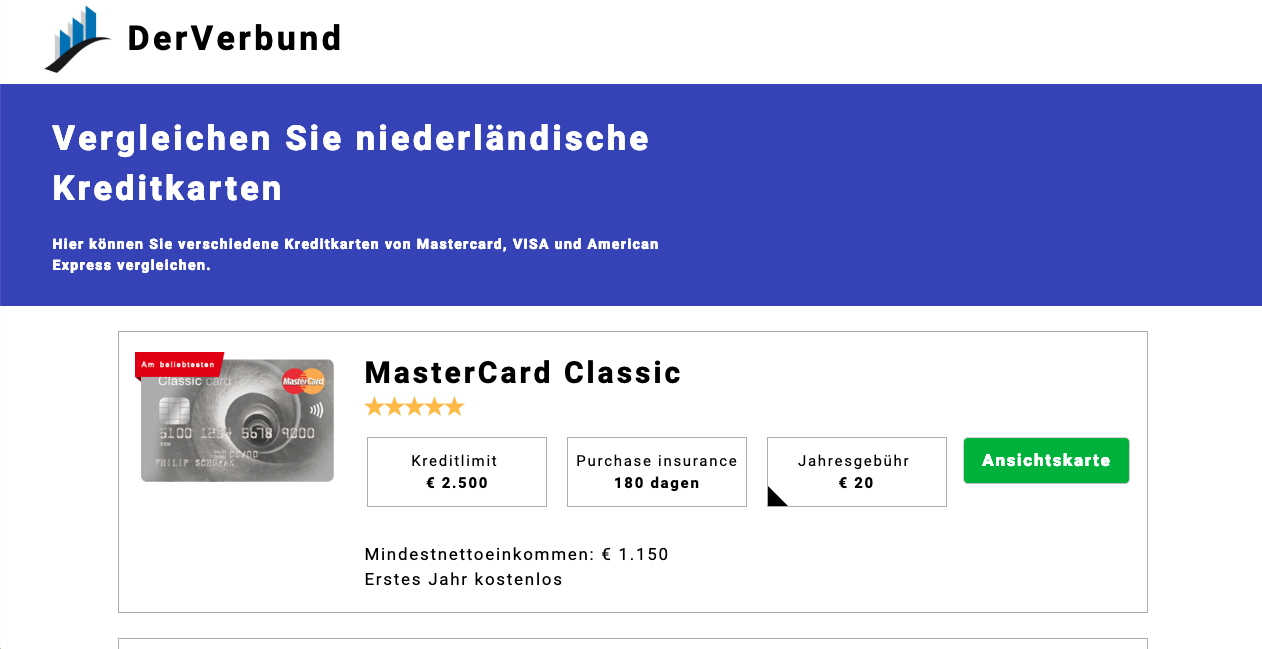 DerVerbund
Vergleichen Sie niederländische
Kreditkarten
Hier können Sie verschiedene Kreditkarten von Mastercard, VISA und American
Express vergleichen.
Am beliebtesten
Classic card
MasterCard
5100 1234 5678 9000
00/00
PHILIP
MasterCard Classic
Kreditlimit
€ 2.500
Purchase insurance
180 dagen
Jahresgebühr
€ 20
Ansichtskarte
Mindestnettoeinkommen: € 1.150
Erstes Jahr kostenlos